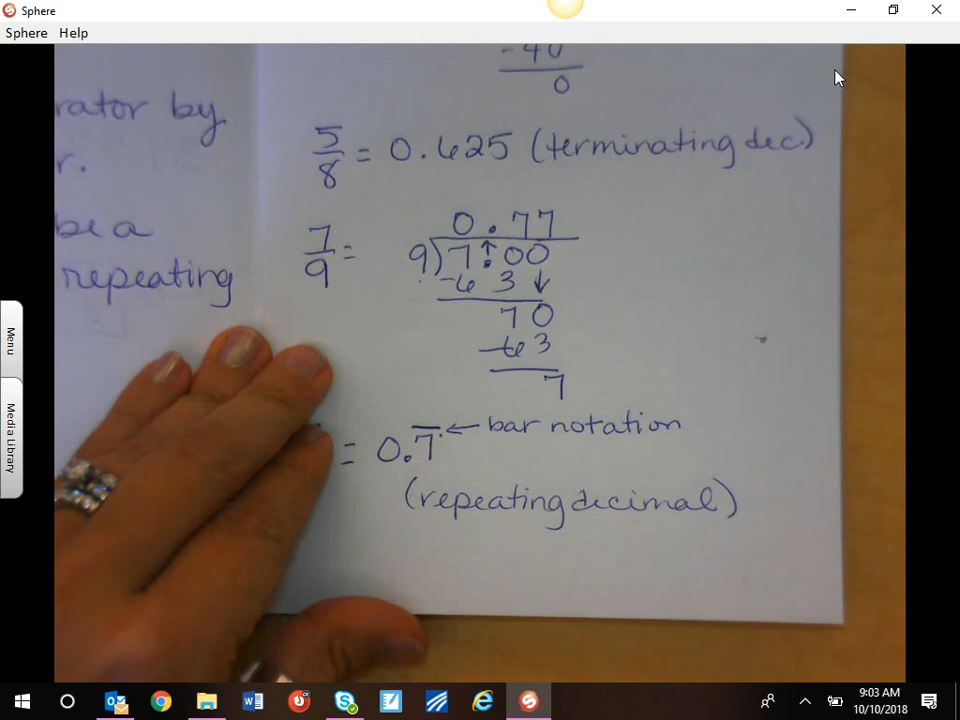 Sphere
Sphere Help
-40
0
rator by
r.
be a
repeating
5/8 = 0.625 (terminating dec.)
0.77
7/9 = 9)7.00
-63↓
70
-63
7
= 0.7̅ ← bar notation
(repeating decimal)
Menu
Media Library
9:03 AM
10/10/2018